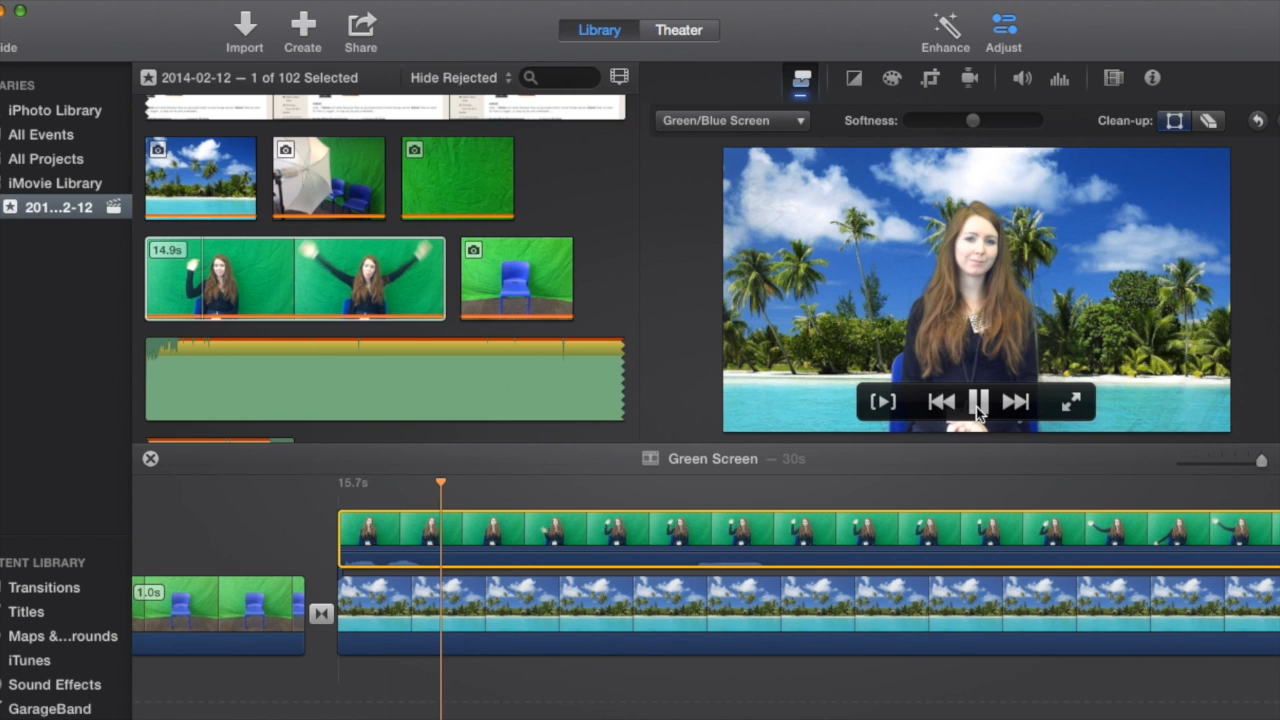 Library Theater
ide Import Create Share Enhance Adjust
ARIES
iPhoto Library
All Events
All Projects
iMovie Library
201...2-12
2014-02-12 — 1 of 102 Selected Hide Rejected
Green/Blue Screen Softness: Clean-up:
14.9s
Green Screen — 30s
15.7s
1.0s
TENT LIBRARY
Transitions
Titles
Maps &...rounds
iTunes
Sound Effects
GarageBand